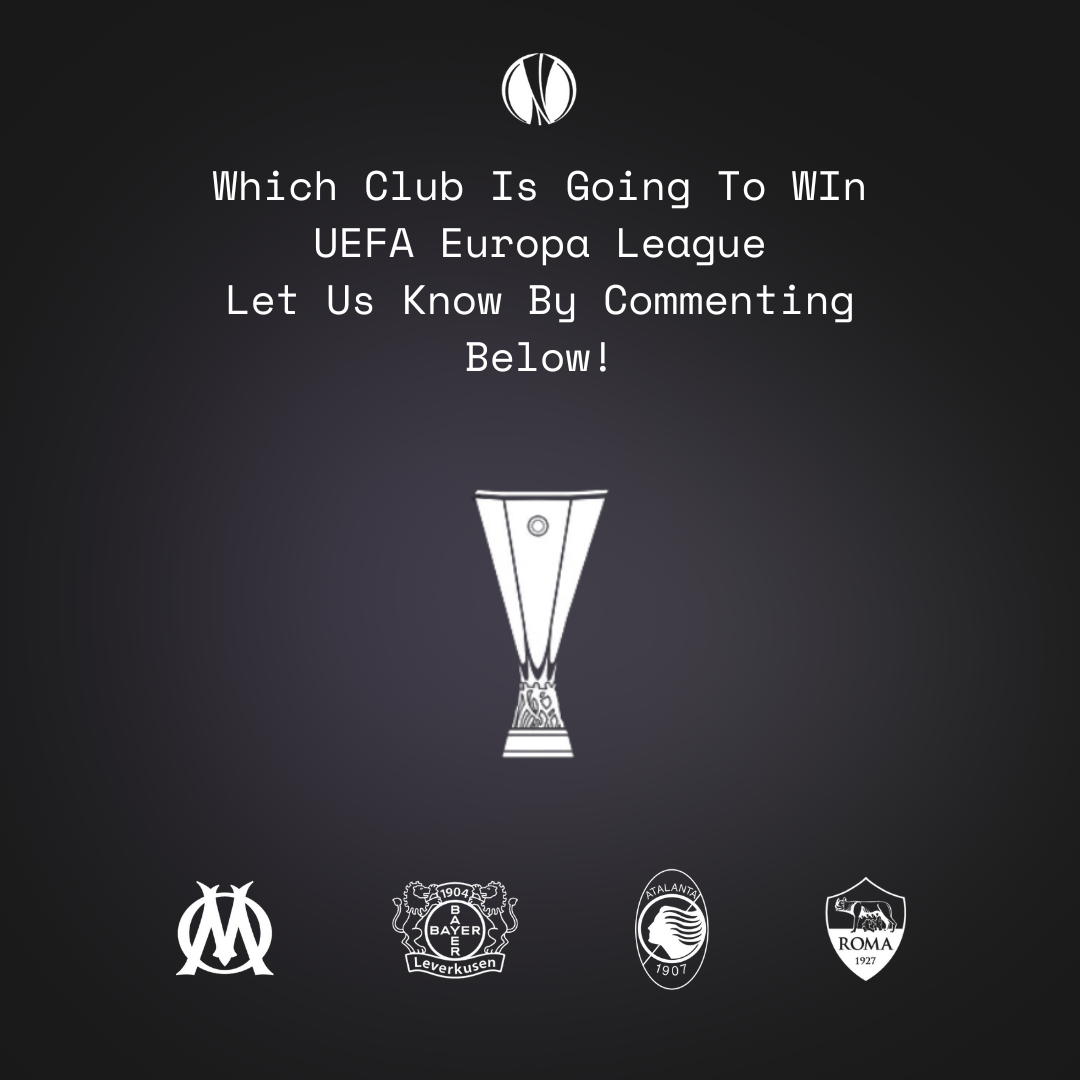 Which Club Is Going To WIn
UEFA Europa League
Let Us Know By Commenting
Below!
1904
BAYER
BAYER
Leverkusen
ATALANTA
1907
ROMA
1927